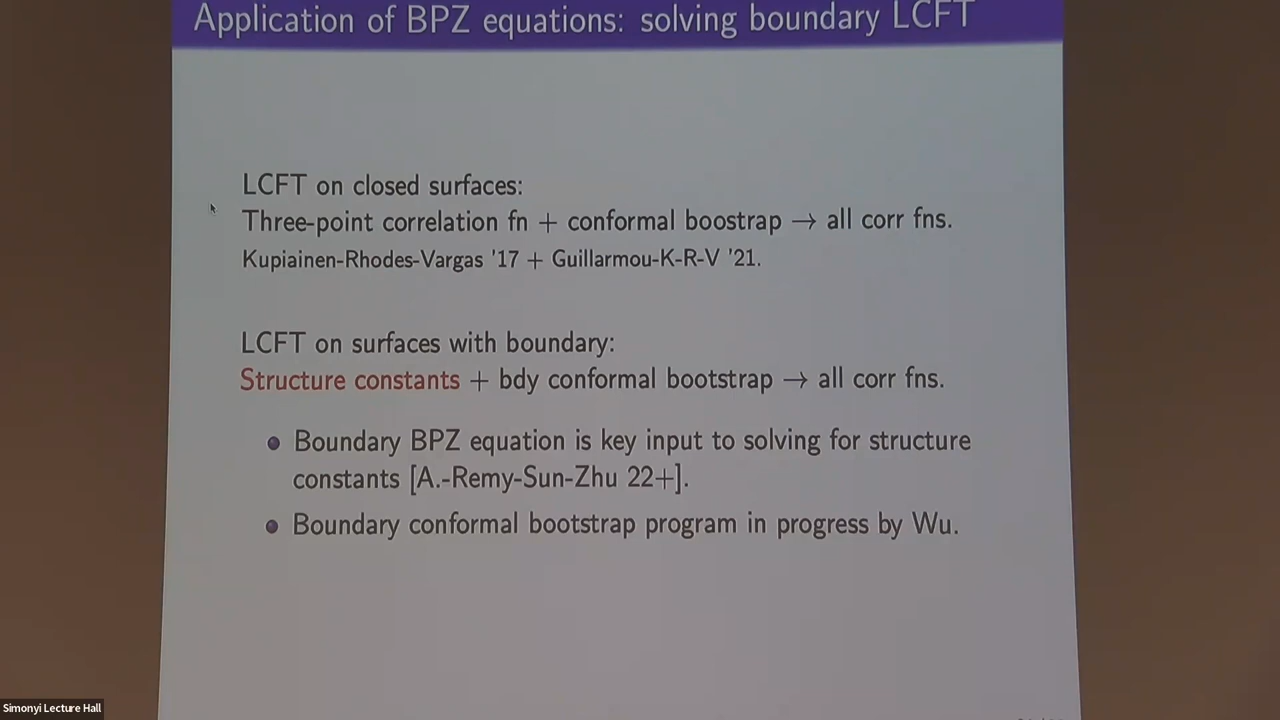 Application of BPZ equations: solving boundary LCFT
LCFT on closed surfaces:
Three-point correlation fn + conformal boostrap → all corr fns.
Kupiainen-Rhodes-Vargas '17 + Guillarmou-K-R-V '21.
LCFT on surfaces with boundary:
Structure constants + bdy conformal bootstrap → all corr fns.
• Boundary BPZ equation is key input to solving for structure
constants [A.-Remy-Sun-Zhu 22+].
• Boundary conformal bootstrap program in progress by Wu.
Simonyi Lecture Hall